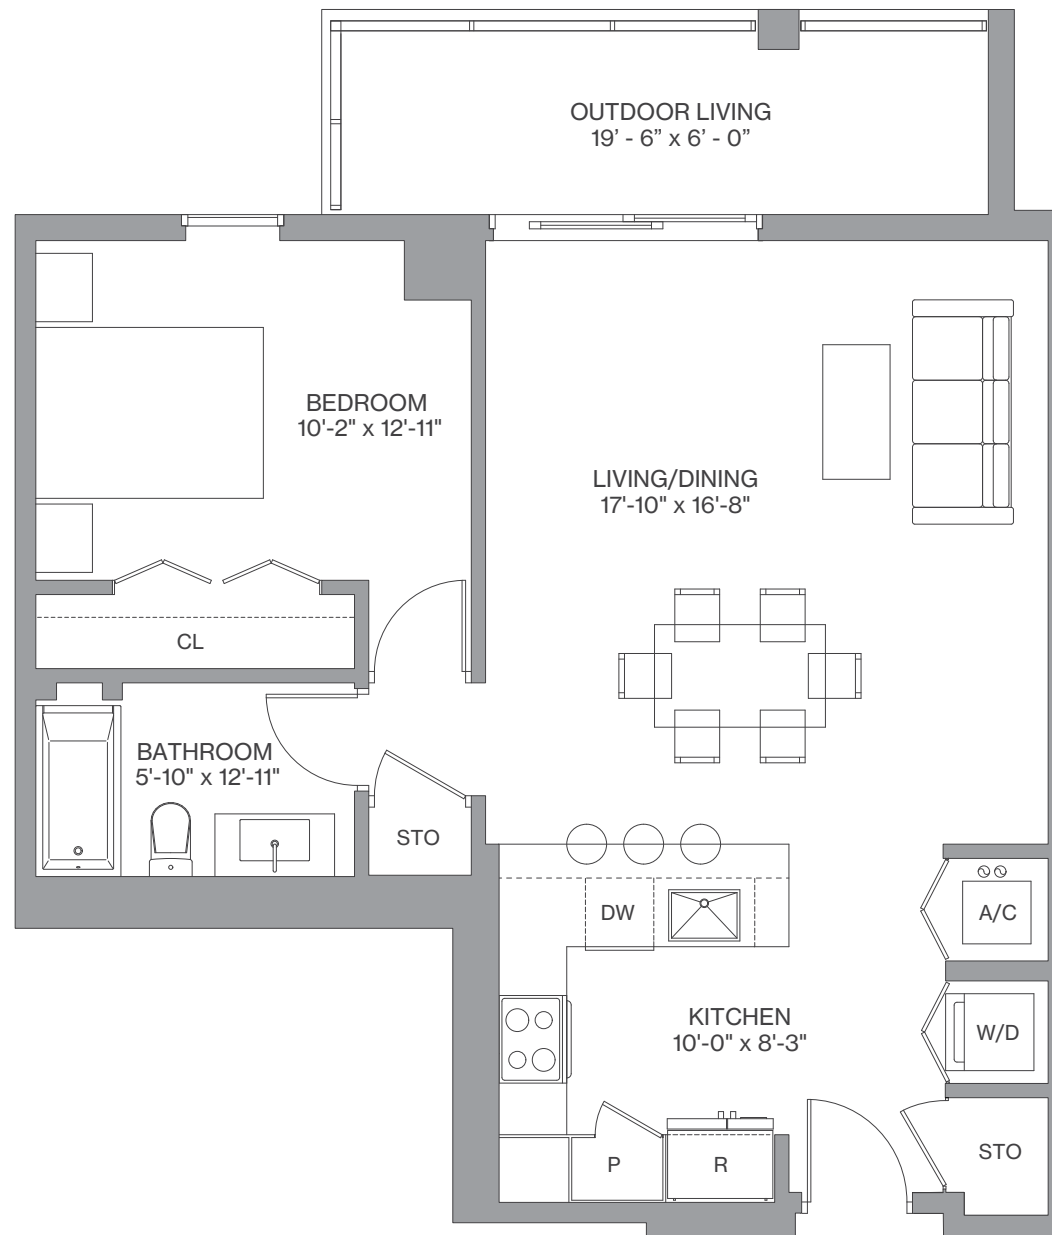 OUTDOOR LIVING
19’ - 6” x 6’ - 0”
BEDROOM
10'-2" x 12'-11"
LIVING/DINING
17'-10" x 16'-8"
CL
BATHROOM
5'-10" x 12'-11"
STO
DW
A/C
KITCHEN
10'-0" x 8'-3"
W/D
P
R
STO